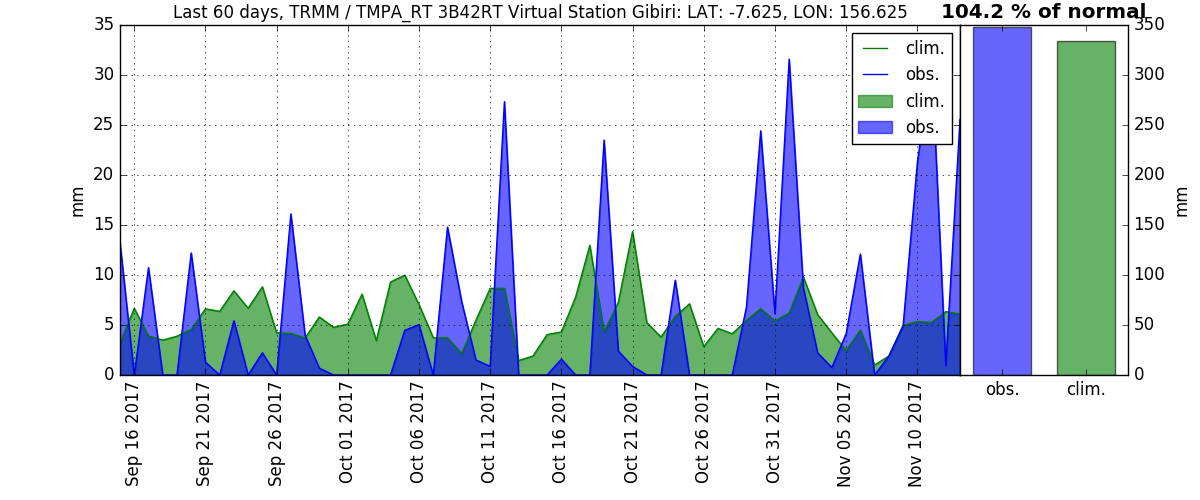 Last 60 days, TRMM / TMPA_RT 3B42RT Virtual Station Gibiri: LAT: -7.625, LON: 156.625
104.2 % of normal
35
30
25
20
15
10
5
0
mm
clim.
obs.
clim.
obs.
350
300
250
200
150
100
50
0
mm
obs.
clim.
Sep 16 2017
Sep 21 2017
Sep 26 2017
Oct 01 2017
Oct 06 2017
Oct 11 2017
Oct 16 2017
Oct 21 2017
Oct 26 2017
Oct 31 2017
Nov 05 2017
Nov 10 2017